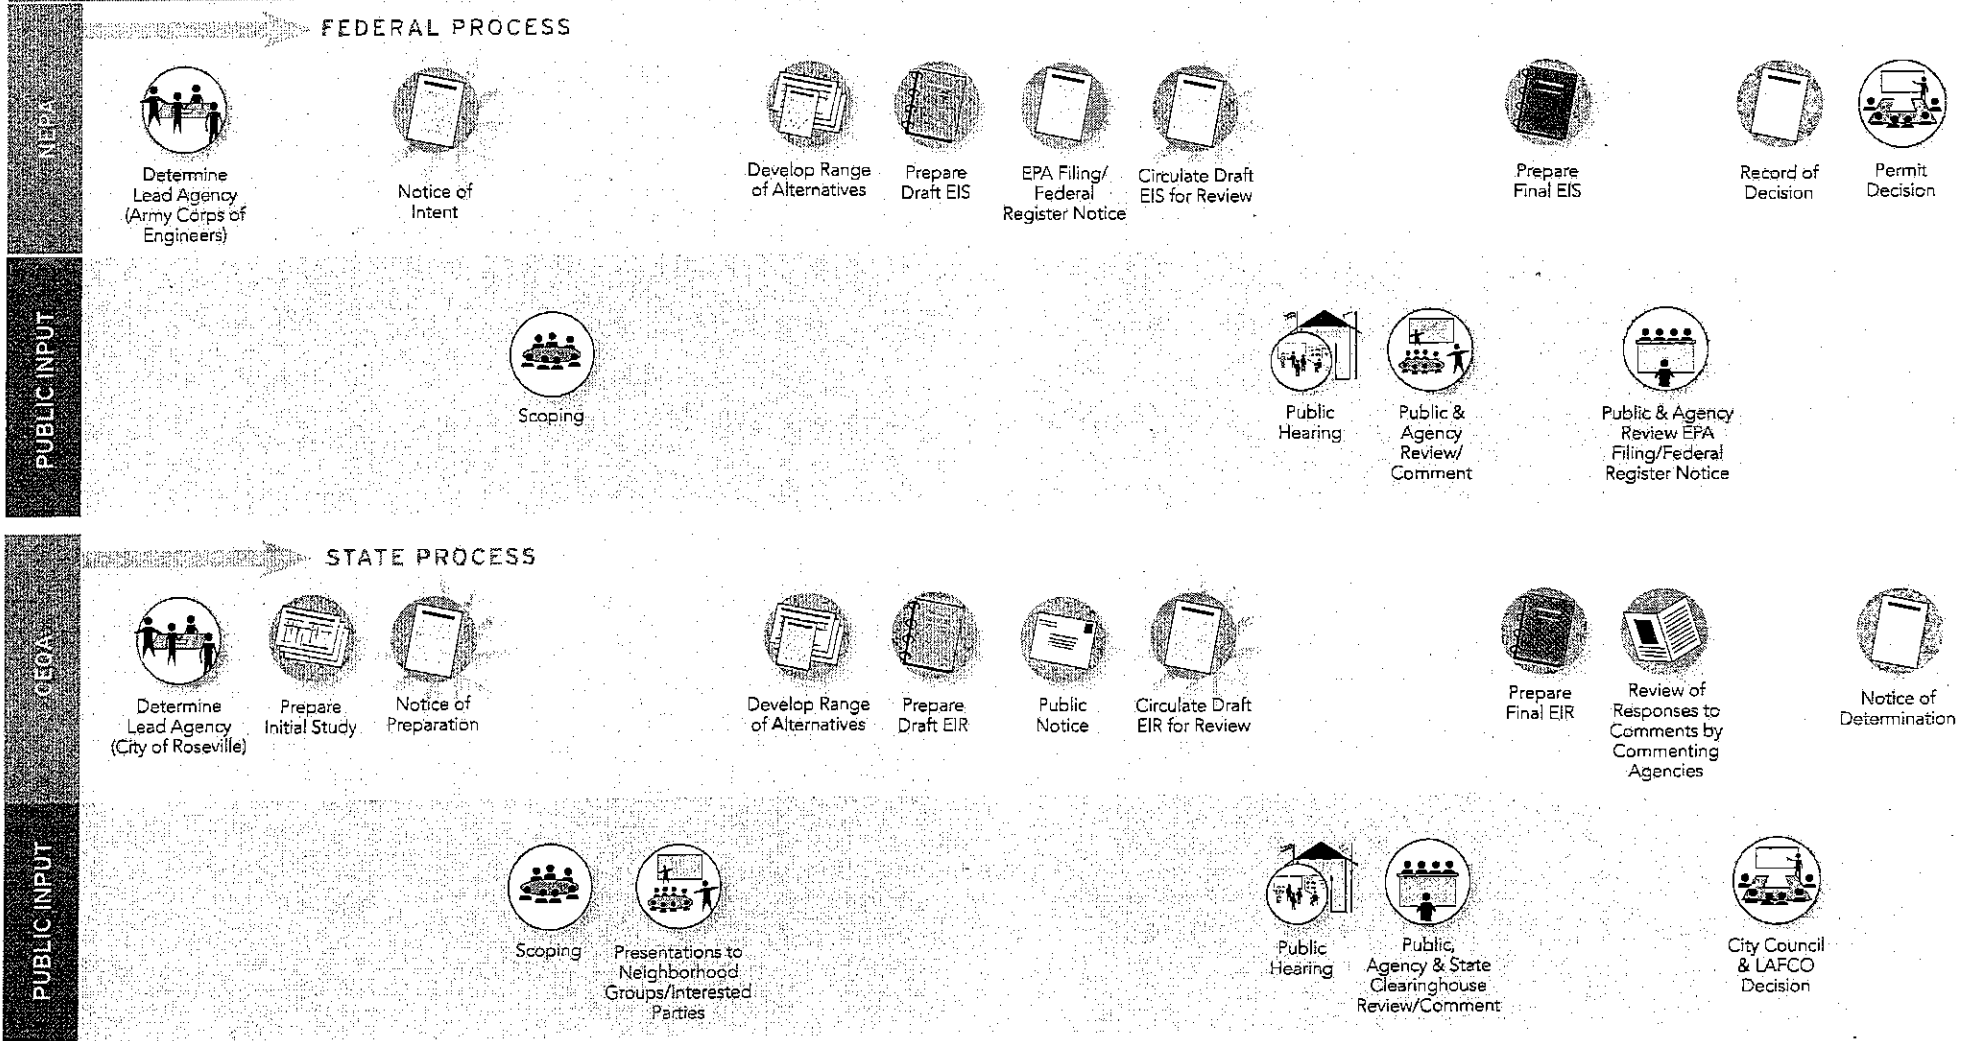 FEDERAL PROCESS
NEPA
Determine
Lead Agency
(Army Corps of
Engineers)
Notice of
Intent
Develop Range
of Alternatives
Prepare
Draft EIS
EPA Filing/
Federal
Register Notice
Circulate Draft
EIS for Review
Prepare
Final EIS
Record of
Decision
Permit
Decision
PUBLIC INPUT
Scoping
Public
Hearing
Public &
Agency
Review/
Comment
Public & Agency
Review EPA
Filing/Federal
Register Notice
STATE PROCESS
CEQA
Determine
Lead Agency
(City of Roseville)
Prepare
Initial Study
Notice of
Preparation
Develop Range
of Alternatives
Prepare
Draft EIR
Public
Notice
Circulate Draft
EIR for Review
Prepare
Final EIR
Review of
Responses to
Comments by
Commenting
Agencies
Notice of
Determination
PUBLIC INPUT
Scoping
Presentations to
Neighborhood
Groups/Interested
Parties
Public
Hearing
Public,
Agency & State
Clearinghouse
Review/Comment
City Council
& LAFCO
Decision